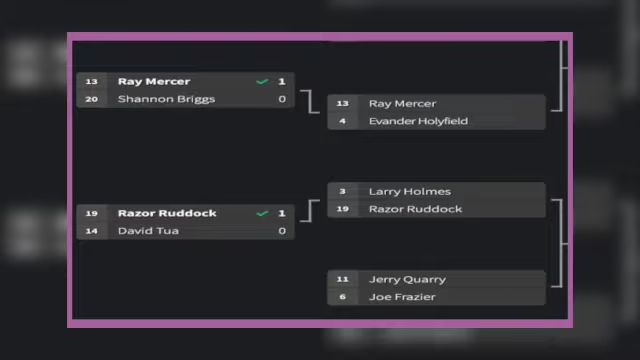 13 Ray Mercer ✓ 1
20 Shannon Briggs 0
13 Ray Mercer
4 Evander Holyfield
3 Larry Holmes
19 Razor Ruddock
19 Razor Ruddock ✓ 1
14 David Tua 0
11 Jerry Quarry
6 Joe Frazier